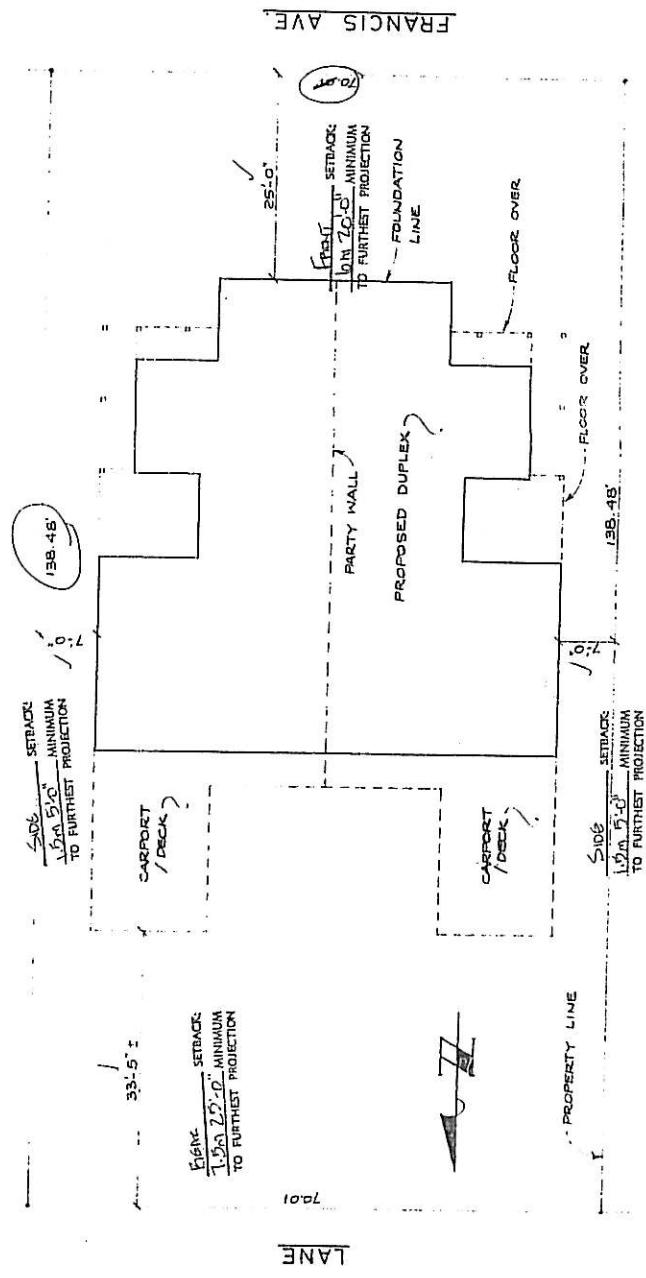 FRANCIS AVE.
70.01
25'-0"
FRONT SETBACK:
6m 20'-0" MINIMUM
TO FURTHEST PROJECTION
FOUNDATION
LINE
FLOOR OVER
FLOOR OVER
138.48'
PARTY WALL
PROPOSED DUPLEX
138.48'
7'-0"
7'-0"
SIDE SETBACK:
1.5m 5'-0" MINIMUM
TO FURTHEST PROJECTION
CARPORT
/ DECK
CARPORT
/ DECK
SIDE SETBACK:
1.5m 5'-0" MINIMUM
TO FURTHEST PROJECTION
33'-5" ±
REAR SETBACK:
7.5m 25'-0" MINIMUM
TO FURTHEST PROJECTION
N
PROPERTY LINE
70.01
LANE